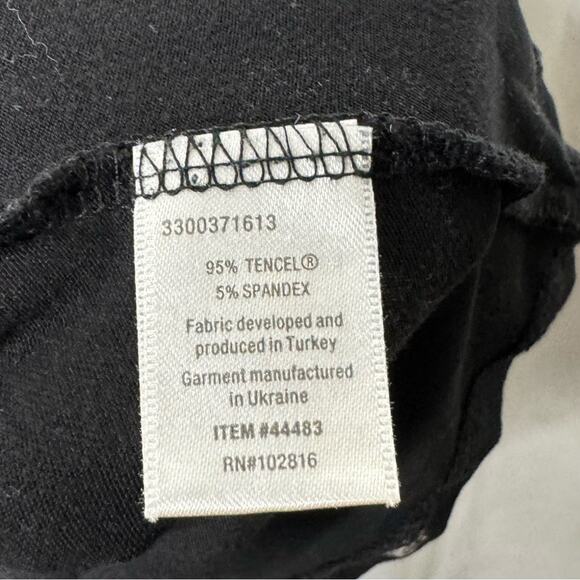 3300371613
95% TENCEL®
5% SPANDEX
Fabric developed and
produced in Turkey
Garment manufactured
in Ukraine
ITEM #44483
RN#102816